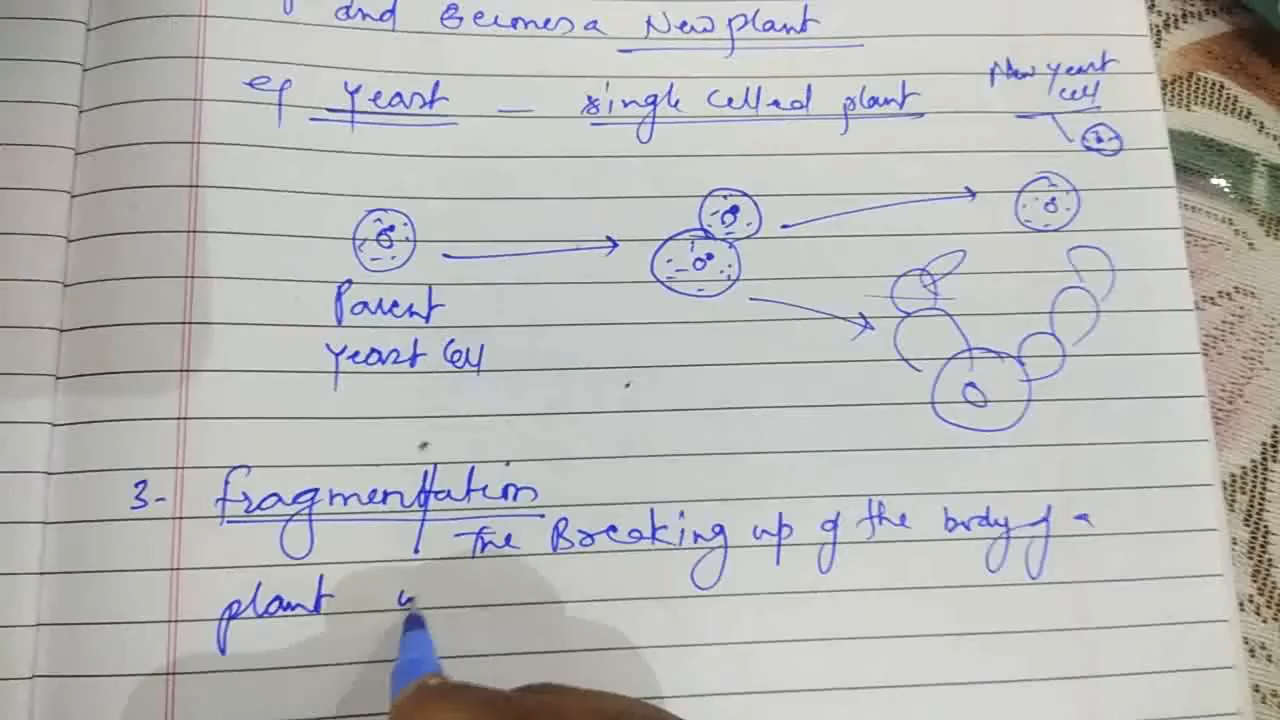 and Becomes a New plant
eg Yeast - single celled plant
New Yeast
cell
Parent
Yeast Cell
3- fragmentation
The Breaking up of the body of a
plant